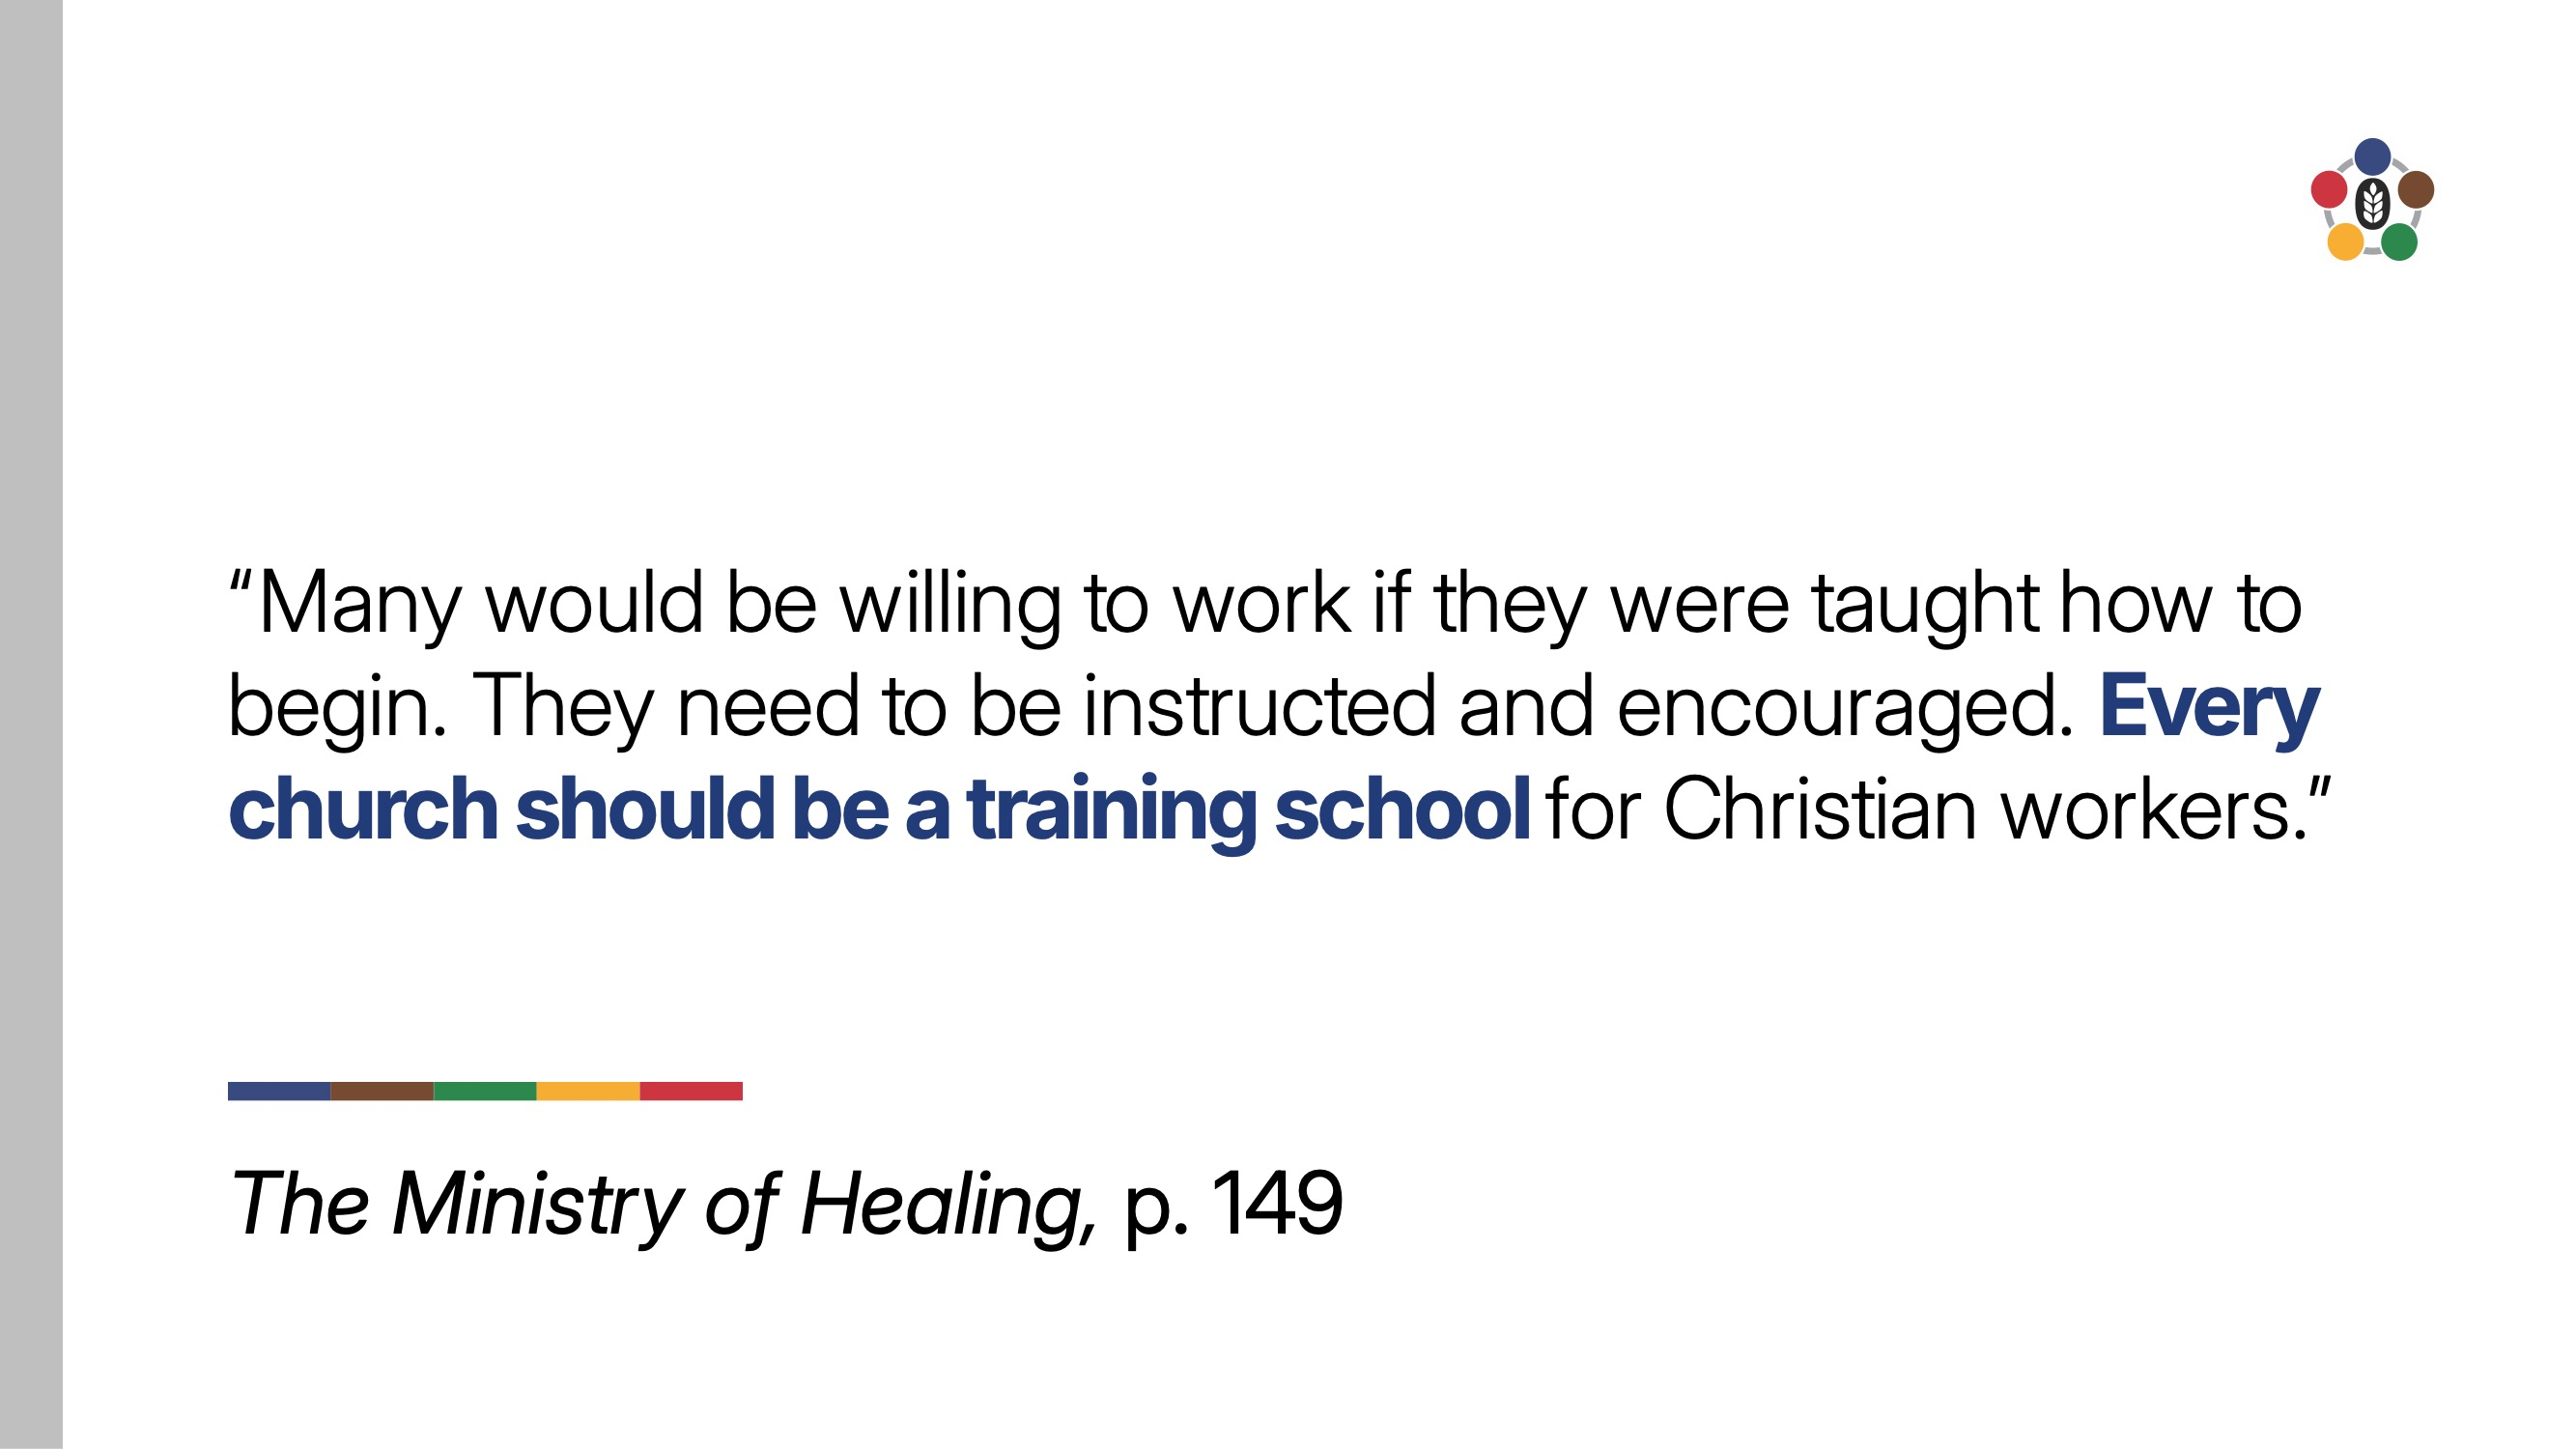 “Many would be willing to work if they were taught how to
begin. They need to be instructed and encouraged. Every
church should be a training school for Christian workers.”
The Ministry of Healing, p. 149